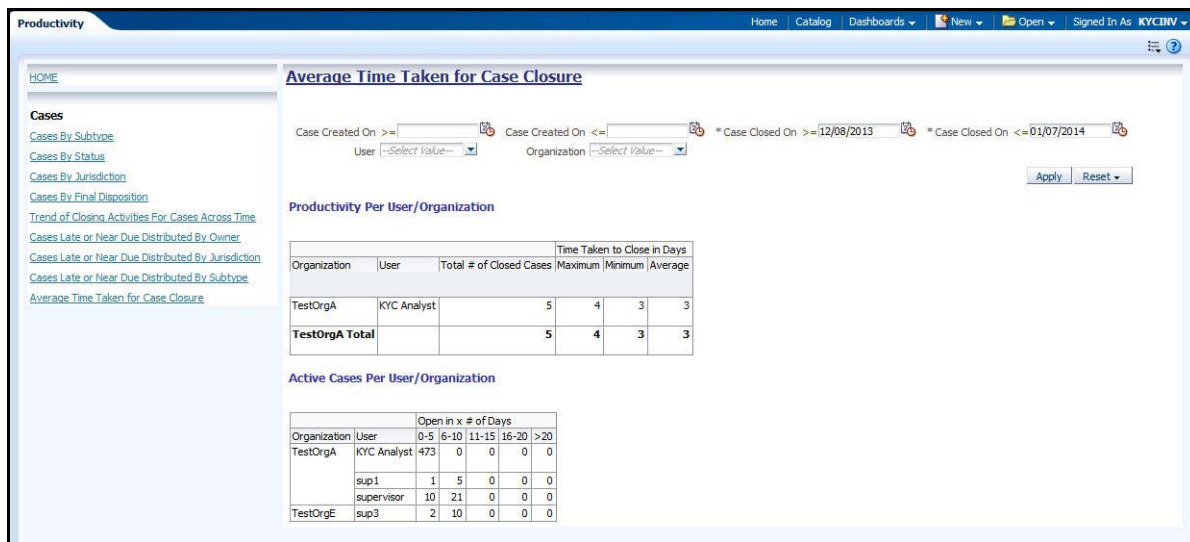 Productivity
Home Catalog Dashboards New Open Signed In As KYCINV
HOME
Cases
Cases By Subtype
Cases By Status
Cases By Jurisdiction
Cases By Final Disposition
Trend of Closing Activities For Cases Across Time
Cases Late or Near Due Distributed By Owner
Cases Late or Near Due Distributed By Jurisdiction
Cases Late or Near Due Distributed By Subtype
Average Time Taken for Case Closure
Average Time Taken for Case Closure
Case Created On >= Case Created On <= * Case Closed On >= 12/08/2013 * Case Closed On <= 01/07/2014
User --Select Value-- Organization --Select Value--
Apply Reset
Productivity Per User/Organization
Time Taken to Close in Days
Organization User Total # of Closed Cases Maximum Minimum Average
TestOrgA KYC Analyst 5 4 3 3
TestOrgA Total 5 4 3 3
Active Cases Per User/Organization
Open in x # of Days
Organization User 0-5 6-10 11-15 16-20 >20
TestOrgA KYC Analyst 473 0 0 0 0
sup1 1 5 0 0 0
supervisor 10 21 0 0 0
TestOrgE sup3 2 10 0 0 0